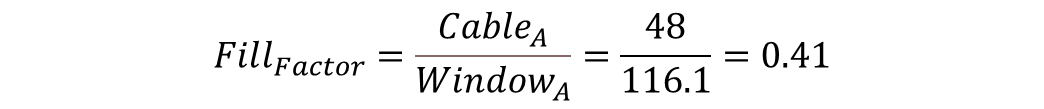 Fill_Factor = Cable_A / Window_A = 48 / 116.1 = 0.41